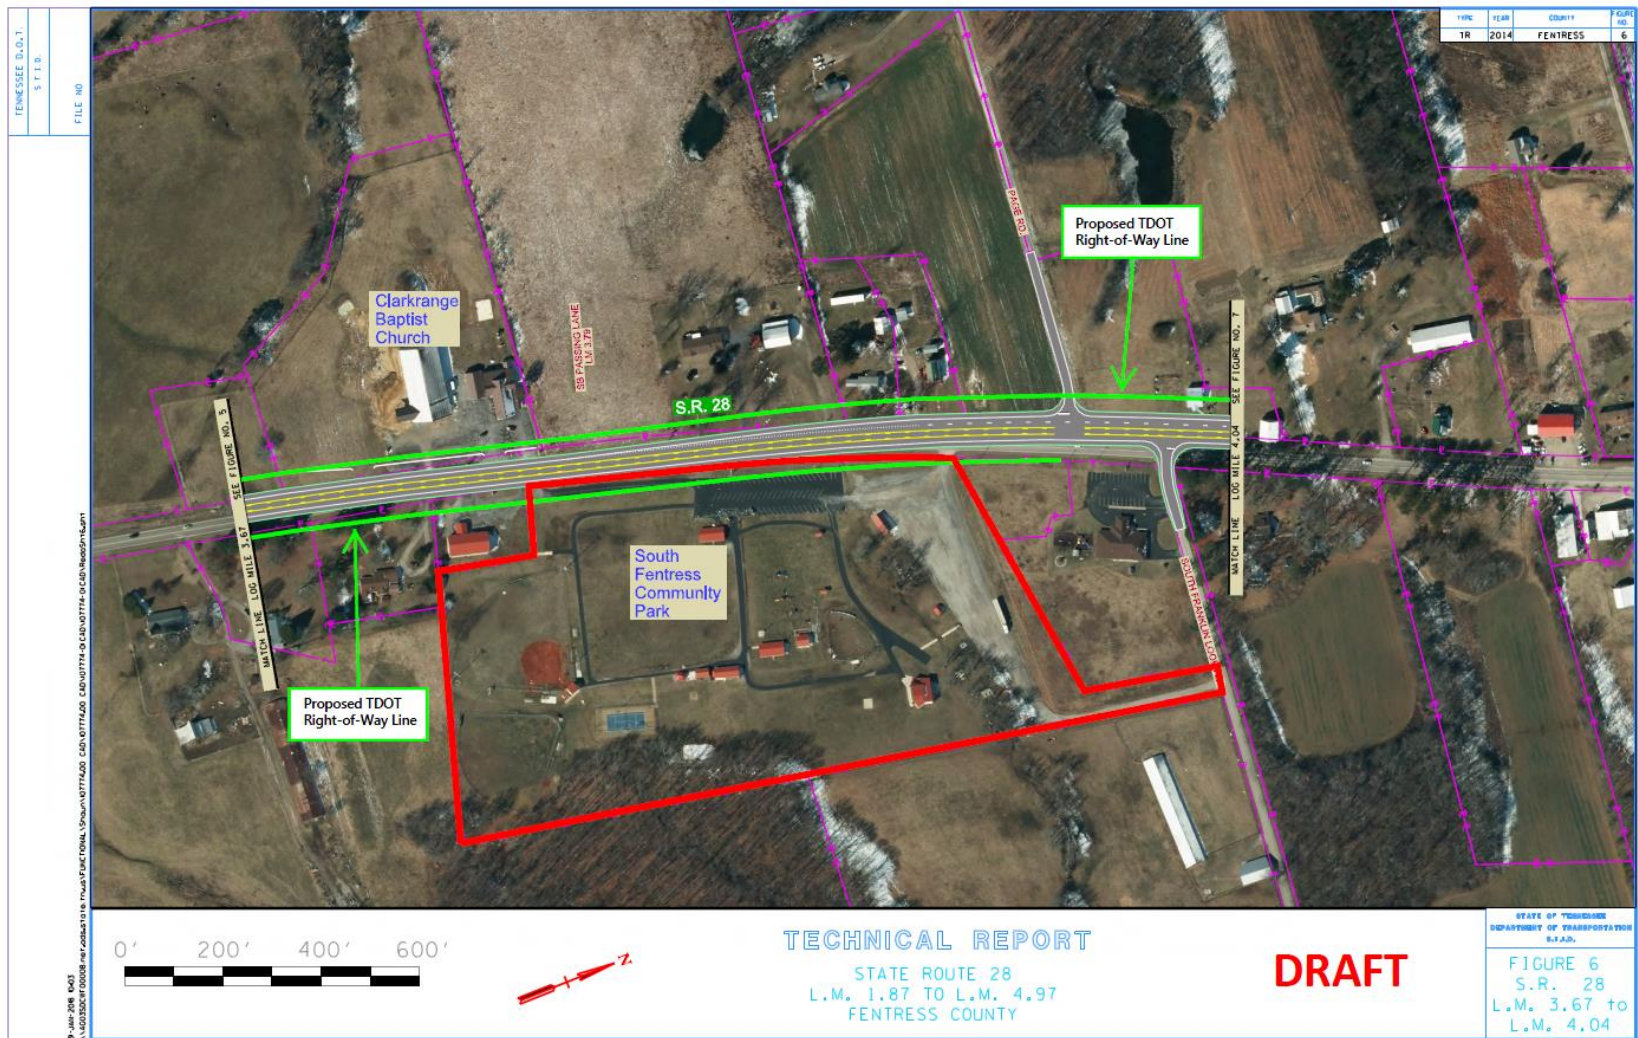 TENNESSEE D.O.T.
S.T.I.D.
FILE NO
TYPE YEAR COUNTY FIGURE NO.
TR 2014 FENTRESS 6
PAGE RD.
Proposed TDOT
Right-of-Way Line
Clarkrange
Baptist
Church
SB PASSING LANE
L.M 3.79
S.R. 28
SEE FIGURE NO. 5
MATCH LINE LOG MILE 3.67
SEE FIGURE NO. 7
MATCH LINE LOG MILE 4.04
South
Fentress
Community
Park
SOUTH FRANKLIN LOOP
Proposed TDOT
Right-of-Way Line
0' 200' 400' 600'
N
TECHNICAL REPORT
STATE ROUTE 28
L.M. 1.87 TO L.M. 4.97
FENTRESS COUNTY
DRAFT
STATE OF TENNESSEE
DEPARTMENT OF TRANSPORTATION
S.T.I.D.
FIGURE 6
S.R. 28
L.M. 3.67 to
L.M. 4.04